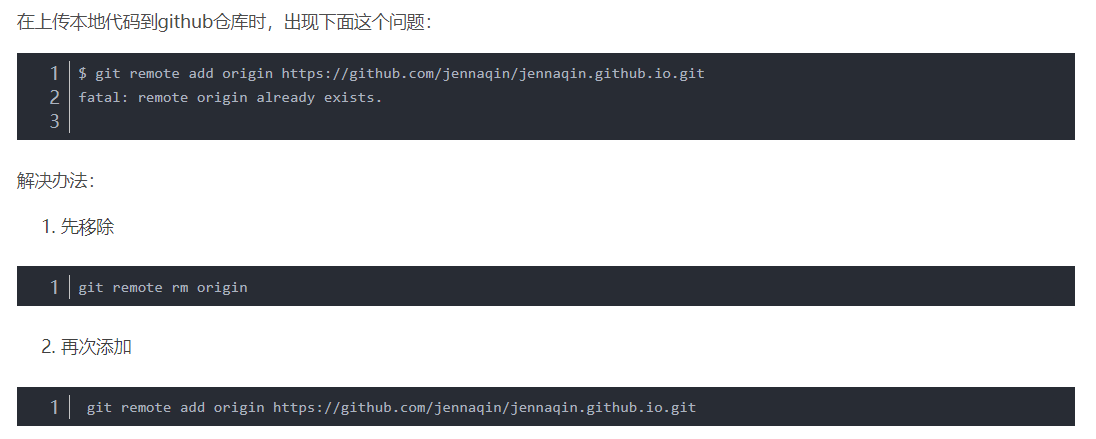 在上传本地代码到github仓库时，出现下面这个问题：
1 $ git remote add origin https://github.com/jennaqin/jennaqin.github.io.git
2 fatal: remote origin already exists.
3
解决办法：
1. 先移除
1 git remote rm origin
2. 再次添加
1 git remote add origin https://github.com/jennaqin/jennaqin.github.io.git